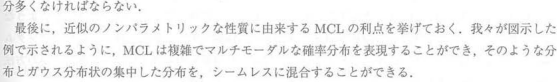 分多くなければならない．
最後に，近似のノンパラメトリックな性質に由来する MCL の利点を挙げておく．我々が図示した
例で示されるように，MCL は複雑でマルチモーダルな確率分布を表現することができ，そのような分
布とガウス分布状の集中した分布を，シームレスに混合することができる．